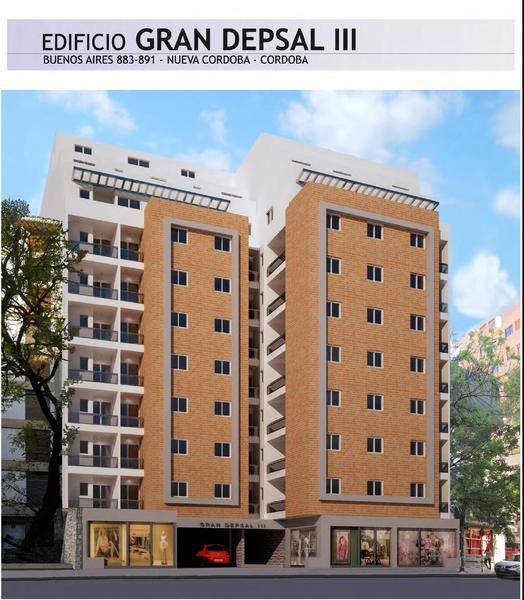 EDIFICIO GRAN DEPSAL III
BUENOS AIRES 883-891 - NUEVA CORDOBA - CORDOBA
GRAN DEPSAL III